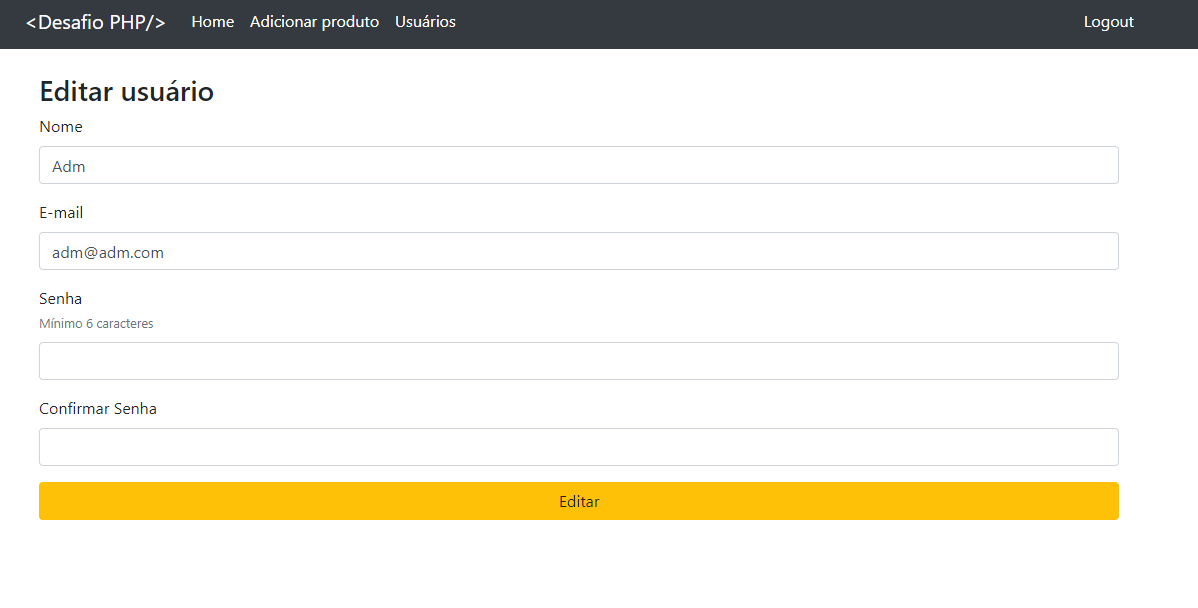 <Desafio PHP/> Home Adicionar produto Usuários Logout
Editar usuário
Nome
Adm
E-mail
adm@adm.com
Senha
Mínimo 6 caracteres
Confirmar Senha
Editar